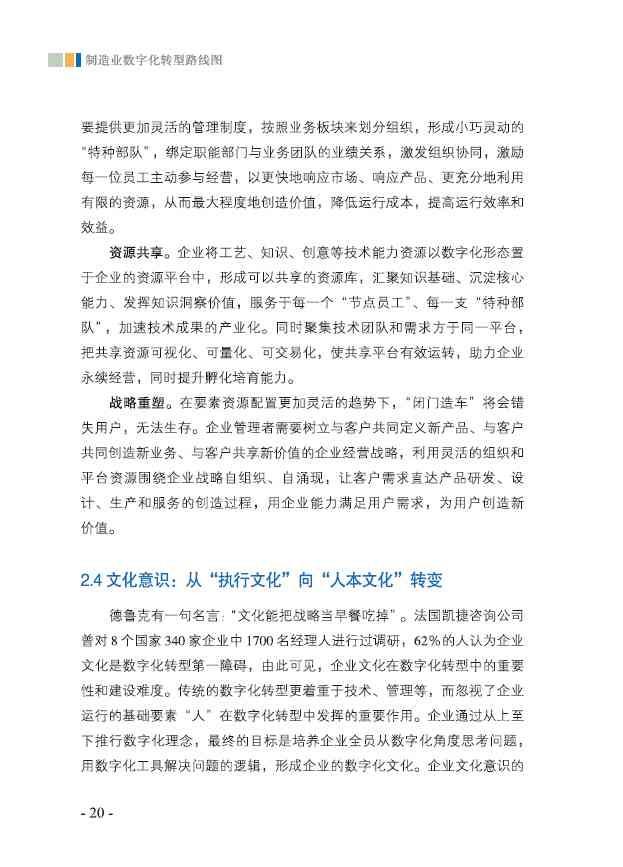 制造业数字化转型路线图
要提供更加灵活的管理制度，按照业务板块来划分组织，形成小巧灵动的
“特种部队”，绑定职能部门与业务团队的业绩关系，激发组织协同，激励
每一位员工主动参与经营，以更快地响应市场、响应产品、更充分地利用
有限的资源，从而最大程度地创造价值，降低运行成本，提高运行效率和
效益。
资源共享。企业将工艺、知识、创意等技术能力资源以数字化形态置
于企业的资源平台中，形成可以共享的资源库，汇聚知识基础、沉淀核心
能力、发挥知识洞察价值，服务于每一个“节点员工”、每一支“特种部
队”，加速技术成果的产业化。同时聚集技术团队和需求方于同一平台，
把共享资源可视化、可量化、可交易化，使共享平台有效运转，助力企业
永续经营，同时提升孵化培育能力。
战略重塑。在要素资源配置更加灵活的趋势下，“闭门造车”将会错
失用户，无法生存。企业管理者需要树立与客户共同定义新产品、与客户
共同创造新业务、与客户共享新价值的企业经营战略，利用灵活的组织和
平台资源围绕企业战略自组织、自涌现，让客户需求直达产品研发、设
计、生产和服务的创造过程，用企业能力满足用户需求，为用户创造新
价值。
2.4 文化意识：从“执行文化”向“人本文化”转变
德鲁克有一句名言：“文化能把战略当早餐吃掉”。法国凯捷咨询公司
曾对 8 个国家 340 家企业中 1700 名经理人进行过调研，62%的人认为企业
文化是数字化转型第一障碍，由此可见，企业文化在数字化转型中的重要
性和建设难度。传统的数字化转型更着重于技术、管理等，而忽视了企业
运行的基础要素“人”在数字化转型中发挥的重要作用。企业通过从上至
下推行数字化理念，最终的目标是培养企业全员从数字化角度思考问题，
用数字化工具解决问题的逻辑，形成企业的数字化文化。企业文化意识的
- 20 -